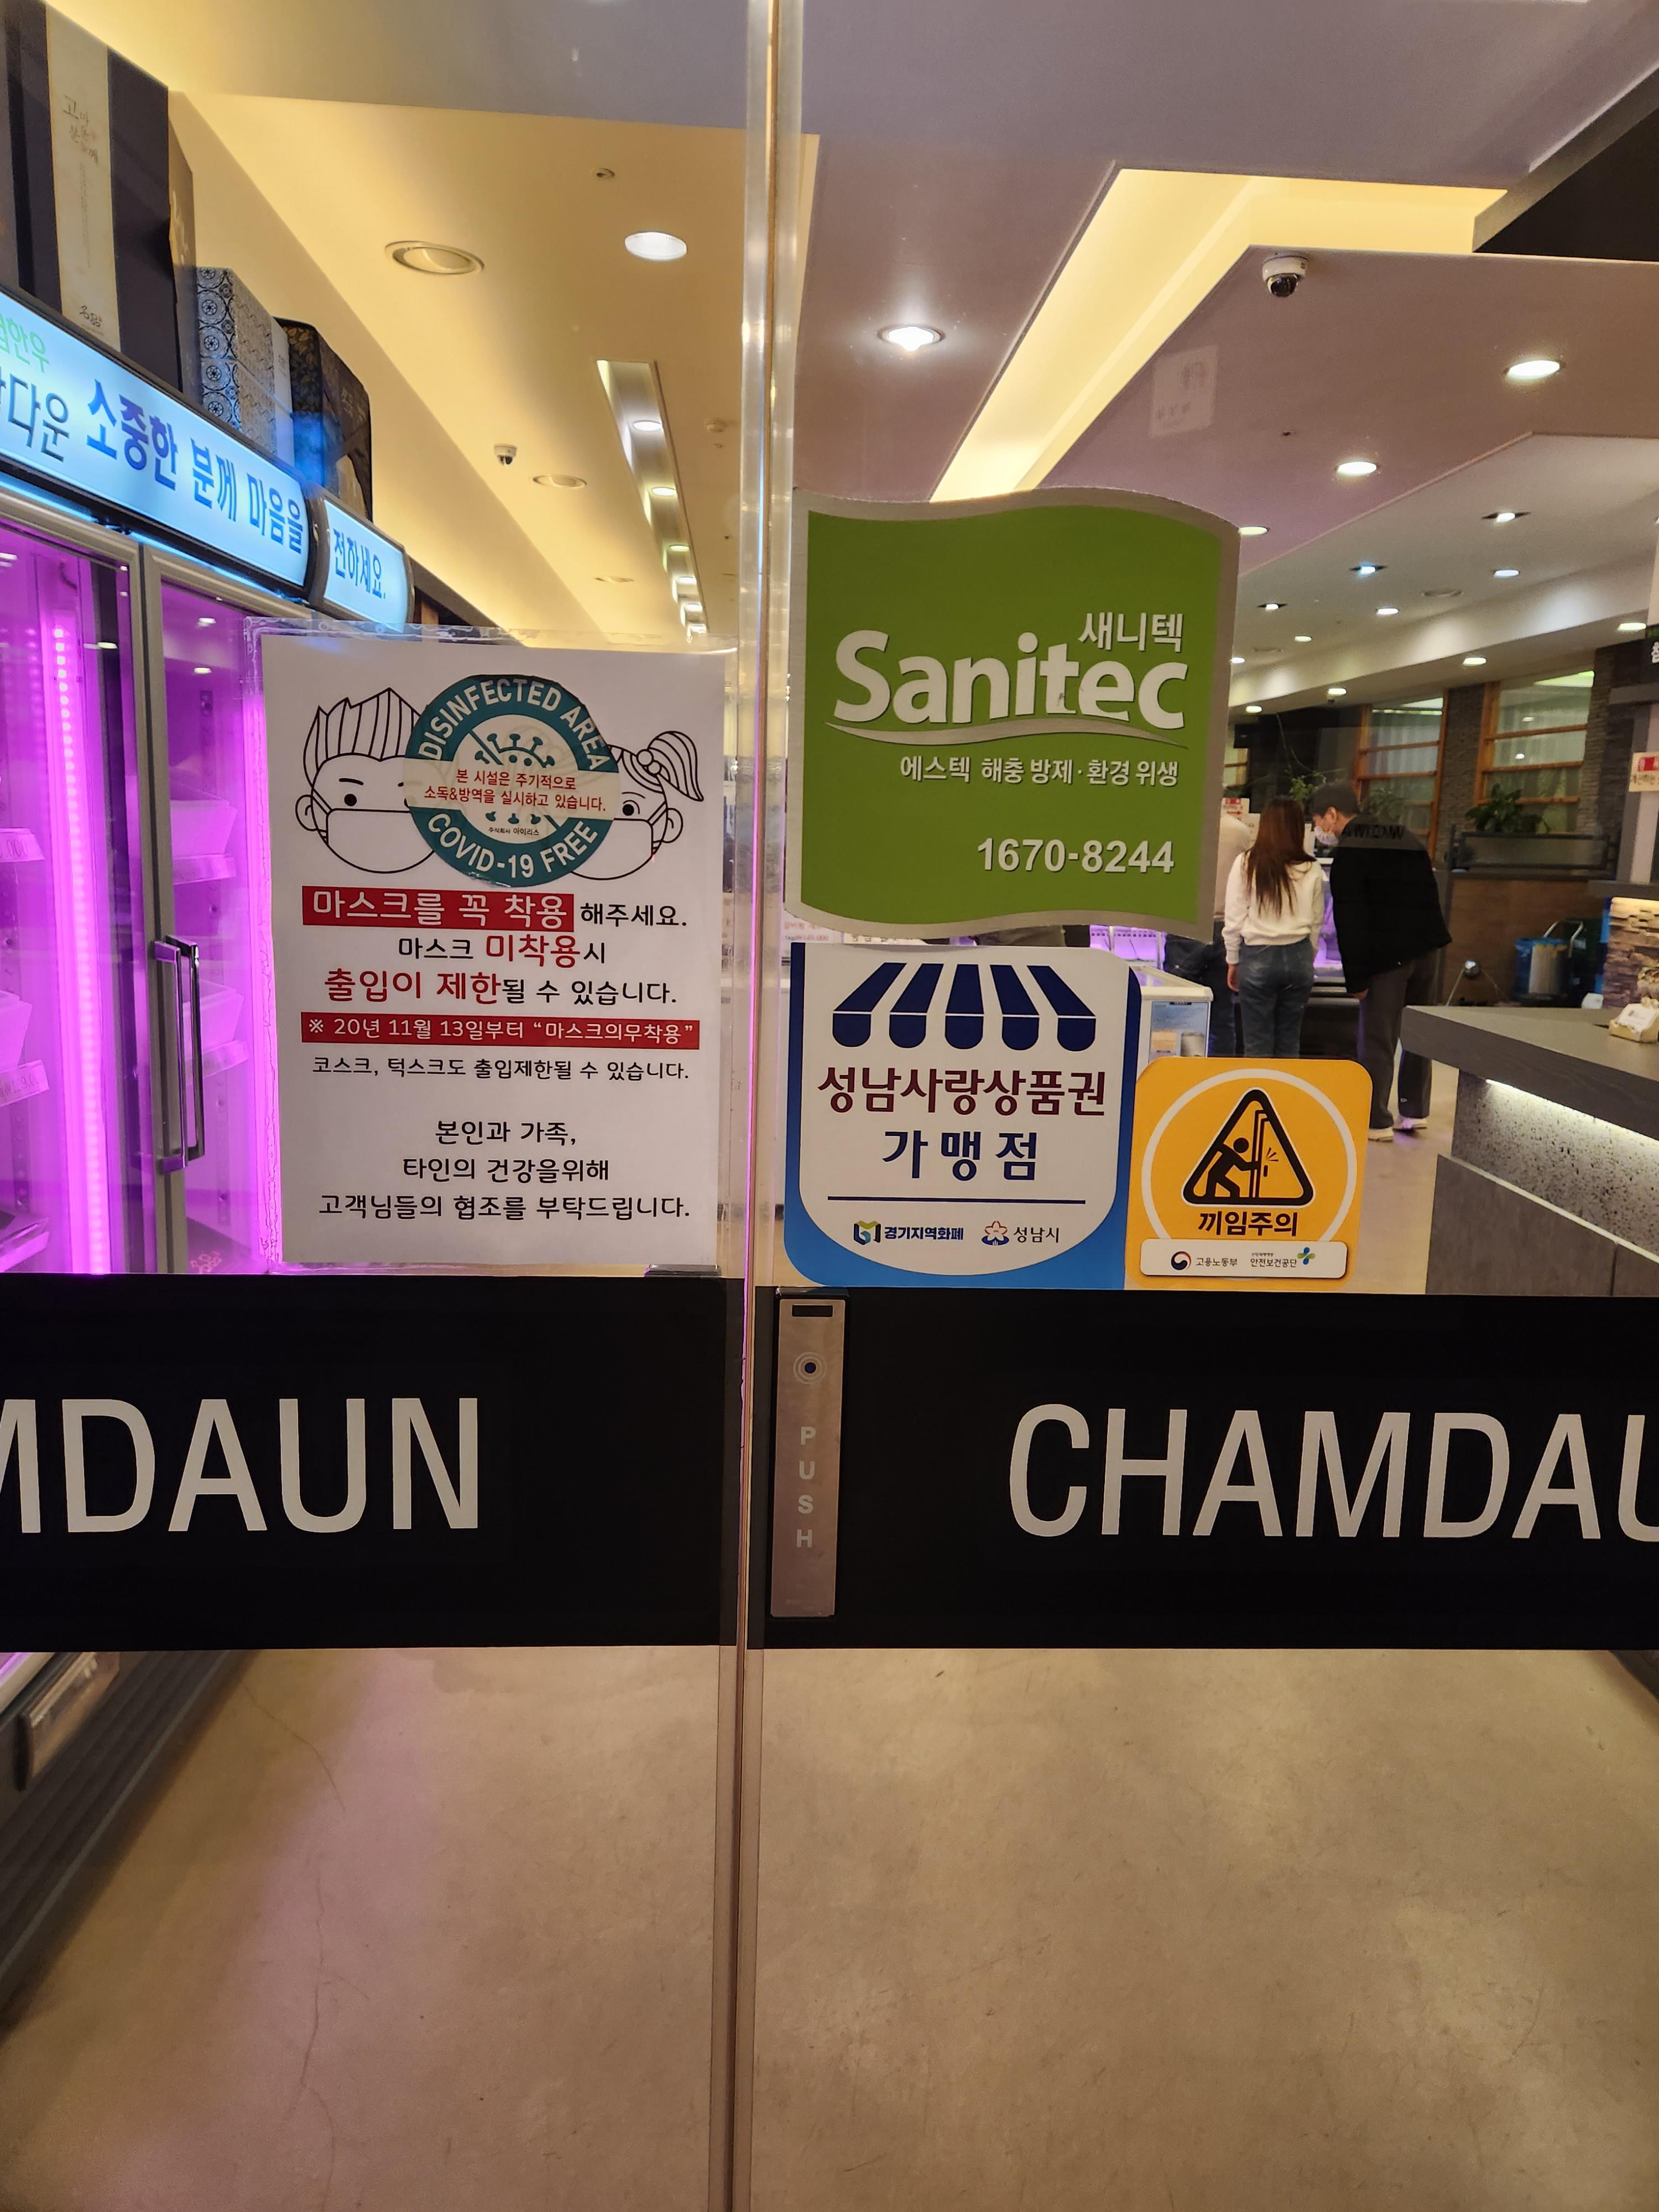 다운 소중한 분께 마음을
전하세요.
DISINFECTED AREA
본 시설은 주기적으로
소독&방역을 실시하고 있습니다.
주식회사 아이리스
COVID-19 FREE
마스크를 꼭 착용 해주세요.
마스크 미착용시
출입이 제한될 수 있습니다.
※ 20년 11월 13일부터 “마스크의무착용”
코스크, 턱스크도 출입제한될 수 있습니다.
본인과 가족,
타인의 건강을위해
고객님들의 협조를 부탁드립니다.
새니텍
Sanitec
에스텍 해충 방제·환경 위생
1670-8244
성남사랑상품권
가맹점
경기지역화폐 성남시
끼임주의
고용노동부 안전보건공단
PUSH
MDAUN
CHAMDAU